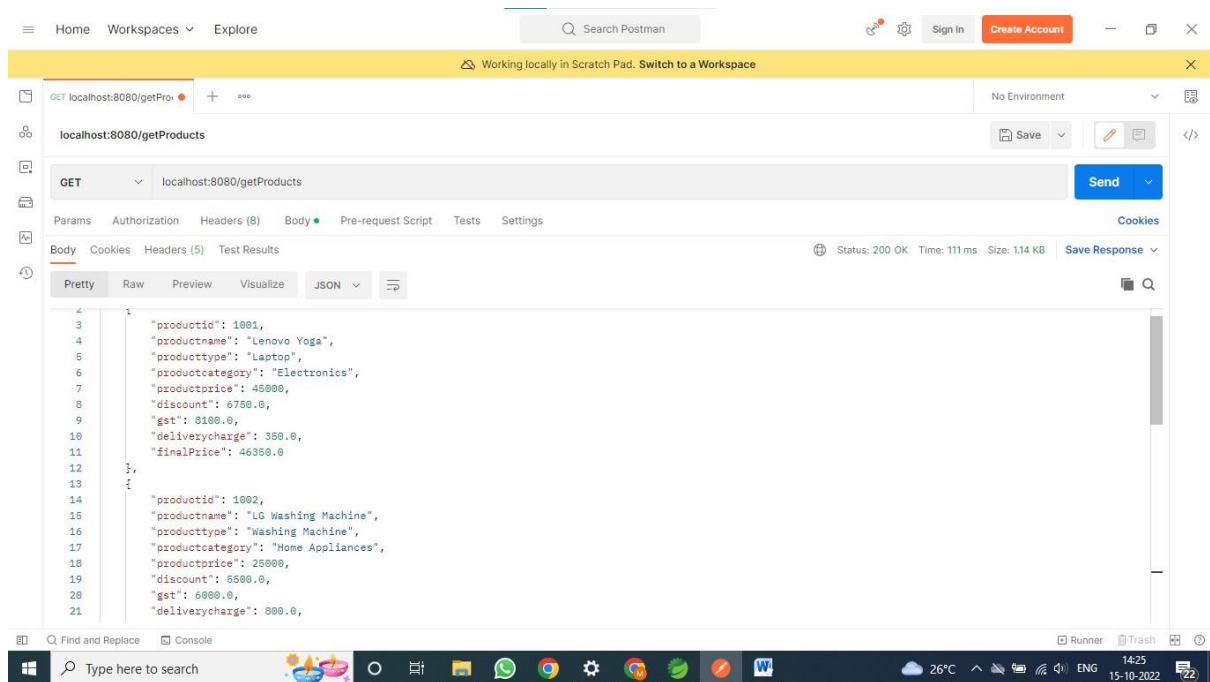 Home Workspaces Explore Search Postman Sign In Create Account
Working locally in Scratch Pad. Switch to a Workspace
GET localhost:8080/getPro No Environment
localhost:8080/getProducts Save
GET localhost:8080/getProducts Send
Params Authorization Headers (8) Body Pre-request Script Tests Settings Cookies
Body Cookies Headers (5) Test Results Status: 200 OK Time: 111 ms Size: 1.14 KB Save Response
Pretty Raw Preview Visualize JSON
2 {
3 "productid": 1001,
4 "productname": "Lenovo Yoga",
5 "producttype": "Laptop",
6 "productcategory": "Electronics",
7 "productprice": 45000,
8 "discount": 6750.0,
9 "gst": 8100.0,
10 "deliverycharge": 350.0,
11 "finalPrice": 46350.0
12 },
13 {
14 "productid": 1002,
15 "productname": "LG Washing Machine",
16 "producttype": "Washing Machine",
17 "productcategory": "Home Appliances",
18 "productprice": 25000,
19 "discount": 5500.0,
20 "gst": 6000.0,
21 "deliverycharge": 800.0,
Find and Replace Console Runner Trash
Type here to search W 26°C ENG 14:25
15-10-2022 22